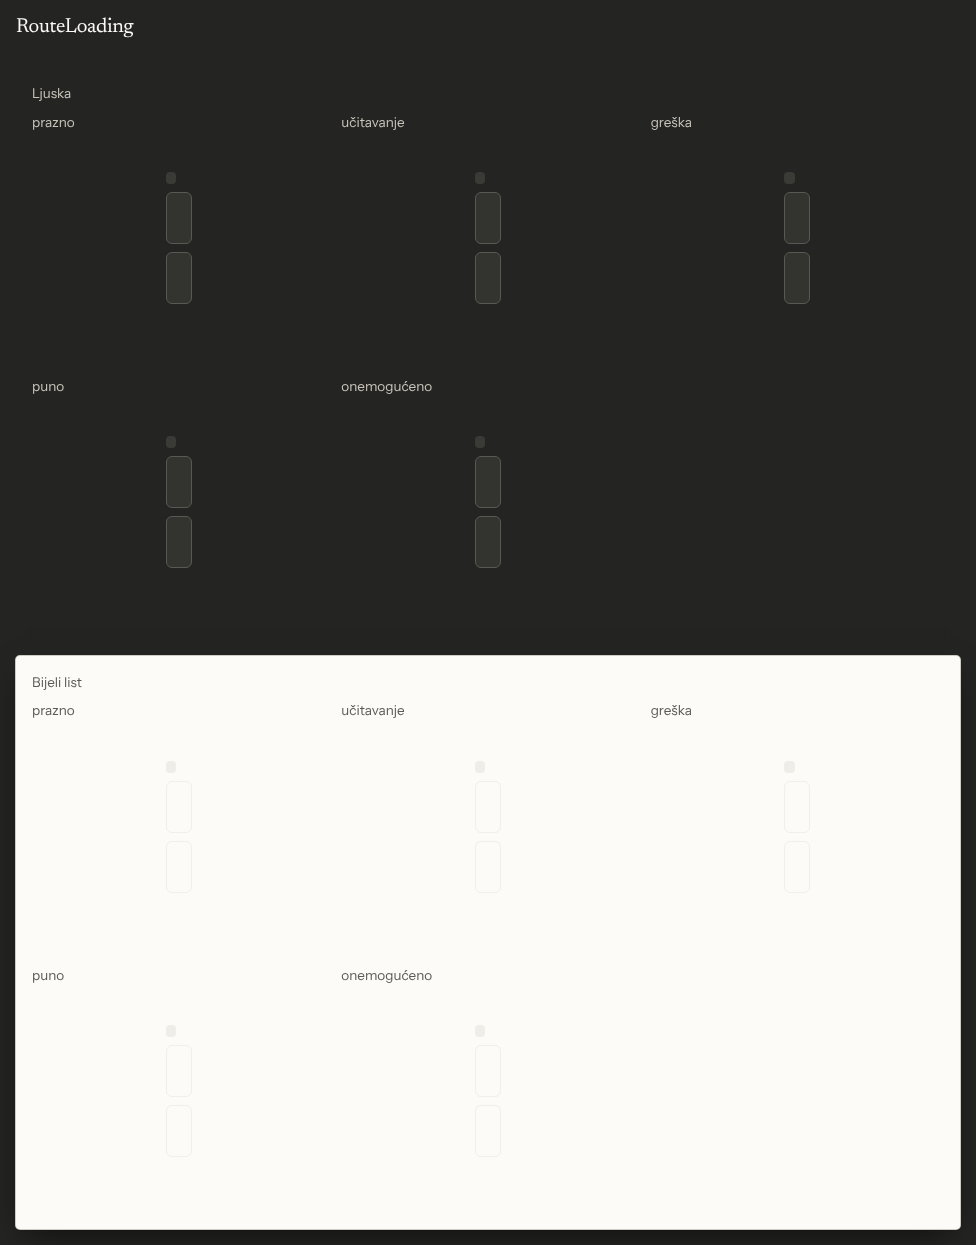 RouteLoading
Ljuska
prazno učitavanje greška
puno onemogućeno
Bijeli list
prazno učitavanje greška
puno onemogućeno